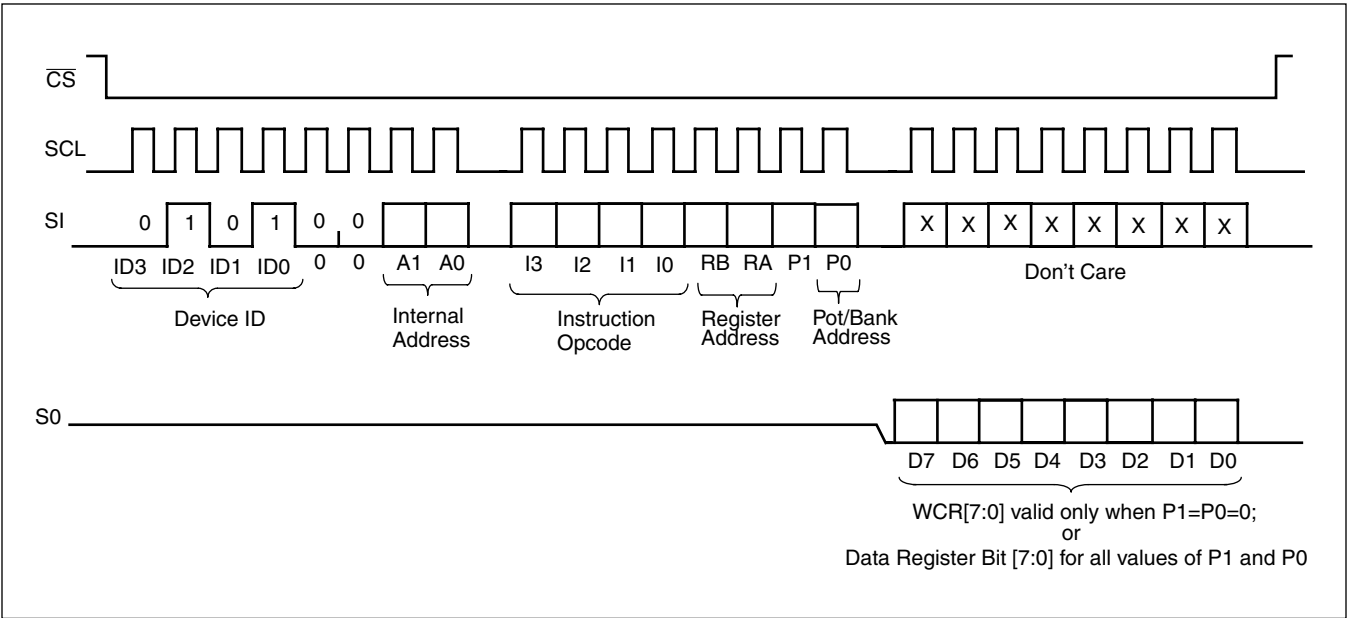 CS
SCL
SI 0 1 0 1 0 0 X X X X X X X X
ID3 ID2 ID1 ID0 0 0 A1 A0 I3 I2 I1 I0 RB RA P1 P0 Don't Care
Device ID
Internal
Address
Instruction
Opcode
Register
Address
Pot/Bank
Address
S0
D7 D6 D5 D4 D3 D2 D1 D0
WCR[7:0] valid only when P1=P0=0;
or
Data Register Bit [7:0] for all values of P1 and P0